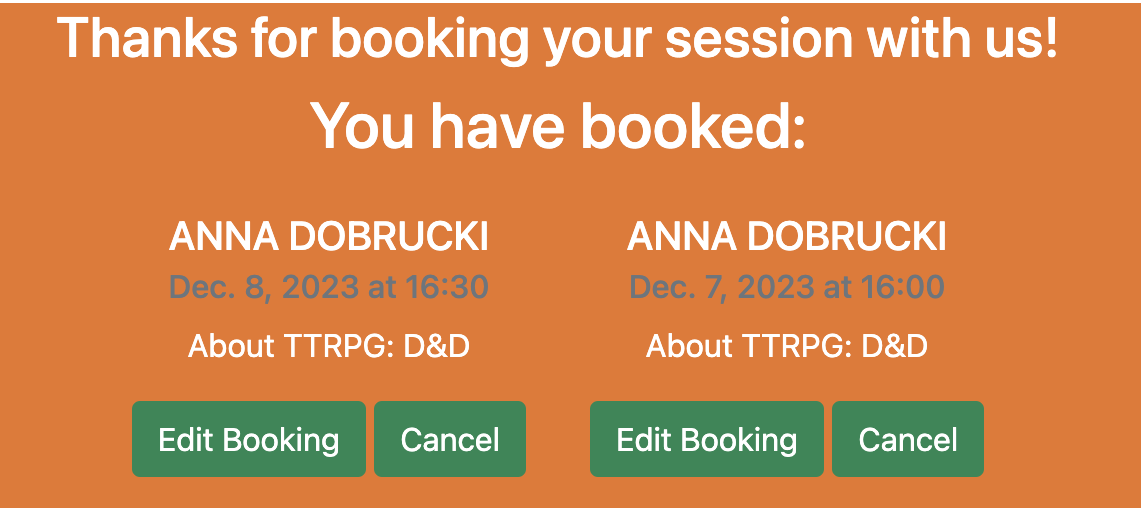 Thanks for booking your session with us!
You have booked:
ANNA DOBRUCKI
Dec. 8, 2023 at 16:30
About TTRPG: D&D
Edit Booking
Cancel
ANNA DOBRUCKI
Dec. 7, 2023 at 16:00
About TTRPG: D&D
Edit Booking
Cancel